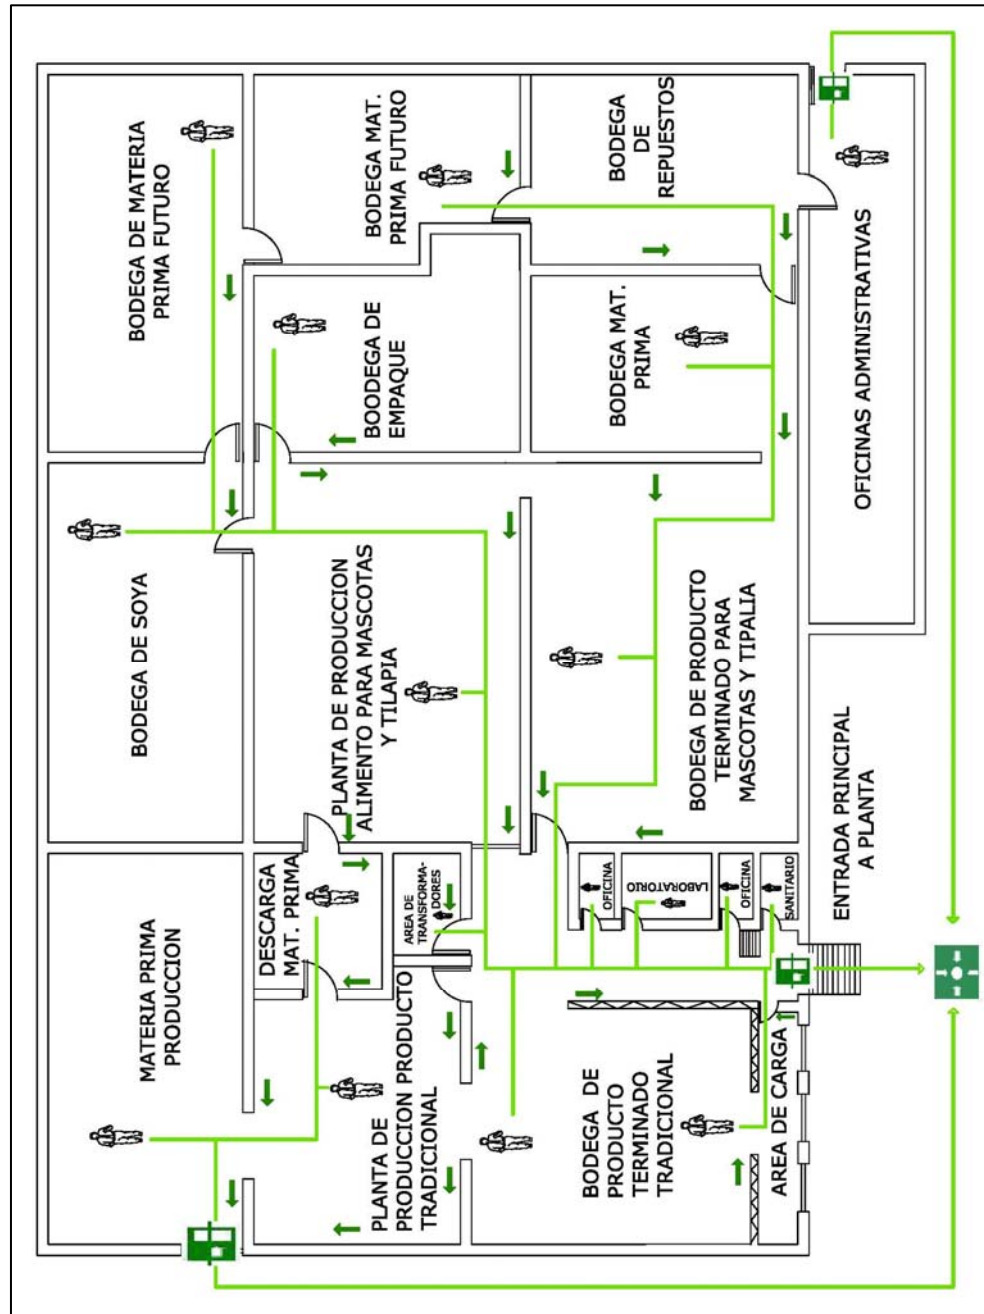 MATERIA PRIMA
PRODUCCION
BODEGA DE SOYA
BODEGA DE MATERIA
PRIMA FUTURO
DESCARGA
MAT. PRIMA
PLANTA DE PRODUCCION
ALIMENTO PARA MASCOTAS
Y TILAPIA
BOODEGA DE
EMPAQUE
BODEGA MAT.
PRIMA FUTURO
PLANTA DE
PRODUCCION PRODUCTO
TRADICIONAL
AREA DE
TRANSFORMA-
DORES
BODEGA DE
PRODUCTO
TERMINADO
TRADICIONAL
OFICINA
LABORATORIO
OFICINA
SANITARIO
BODEGA DE PRODUCTO
TERMINADO PARA
MASCOTAS Y TIPALIA
BODEGA MAT.
PRIMA
BODEGA
DE
REPUESTOS
AREA DE CARGA
ENTRADA PRINCIPAL
A PLANTA
OFICINAS ADMINISTRATIVAS